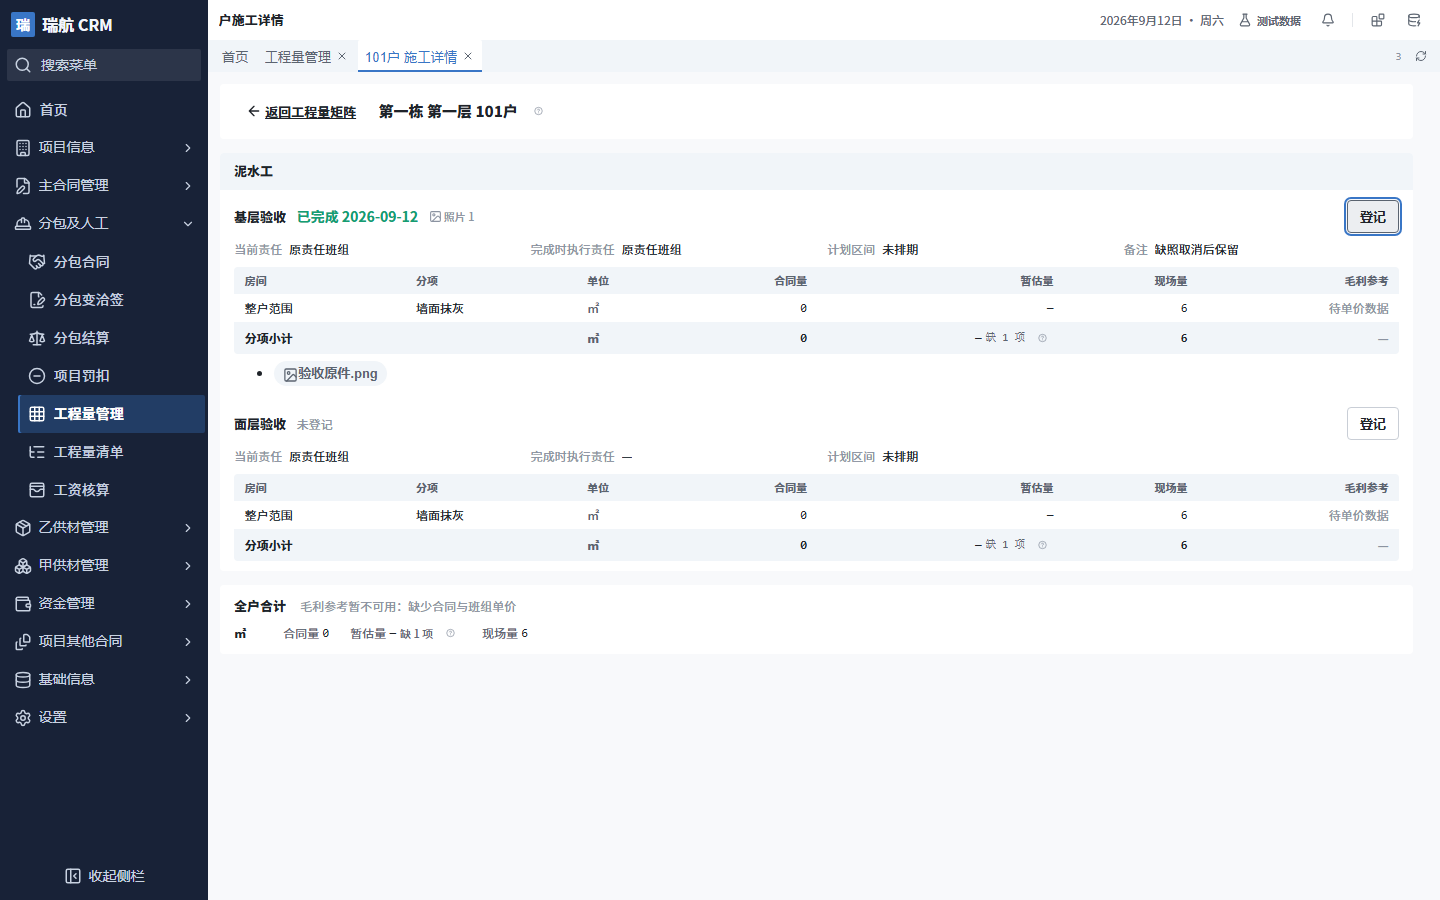 瑞 瑞航 CRM
户施工详情
2026年9月12日 • 周六
测试数据
搜索菜单
首页
工程量管理
101户 施工详情
3
首页
项目信息
主合同管理
分包及人工
分包合同
分包变洽签
分包结算
项目罚扣
工程量管理
工程量清单
工资核算
乙供材管理
甲供材管理
资金管理
项目其他合同
基础信息
设置
收起侧栏
返回工程量矩阵
第一栋 第一层 101户
泥水工
基层验收 已完成 2026-09-12 照片 1
登记
当前责任 原责任班组 完成时执行责任 原责任班组 计划区间 未排期 备注 缺照取消后保留
房间 分项 单位 合同量 暂估量 现场量 毛利参考
整户范围 墙面抹灰 ㎡ 0 — 6 待单价数据
分项小计 ㎡ 0 — 缺 1 项 6 —
• 验收原件.png
面层验收 未登记
登记
当前责任 原责任班组 完成时执行责任 — 计划区间 未排期
房间 分项 单位 合同量 暂估量 现场量 毛利参考
整户范围 墙面抹灰 ㎡ 0 — 6 待单价数据
分项小计 ㎡ 0 — 缺 1 项 6 —
全户合计 毛利参考暂不可用：缺少合同与班组单价
㎡ 合同量 0 暂估量 — 缺 1 项 现场量 6